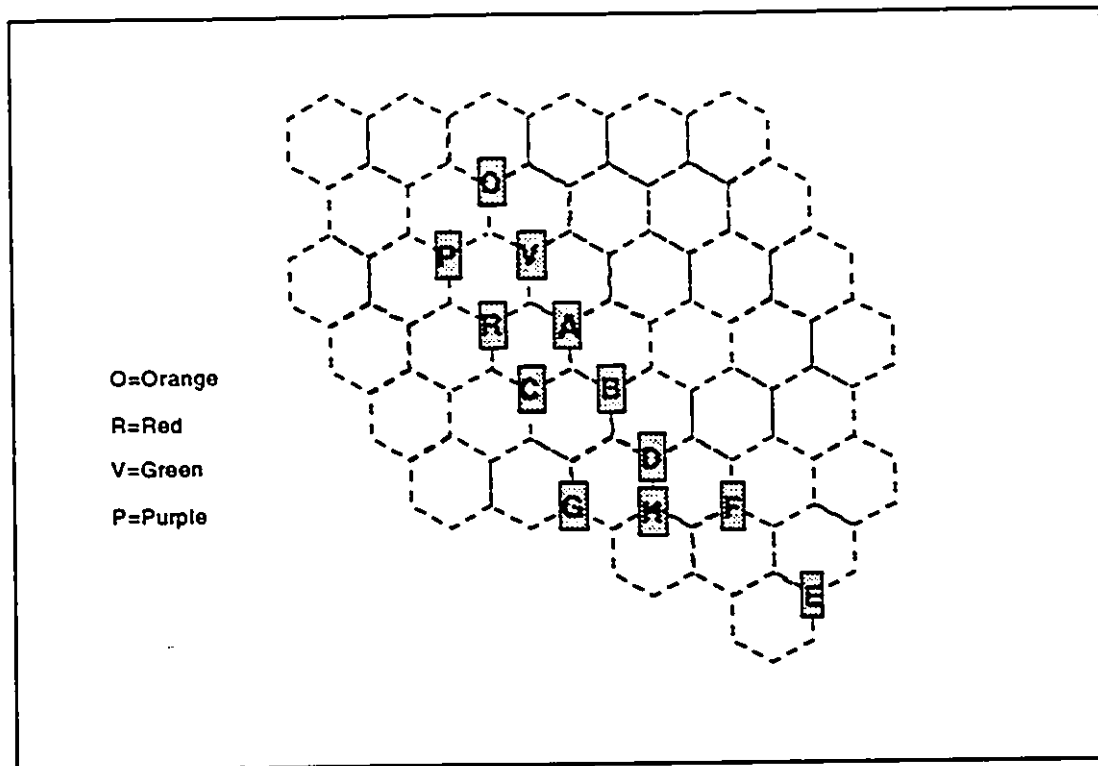 O
P V
R A
O=Orange
C B
R=Red
D
V=Green
G K F
P=Purple
E